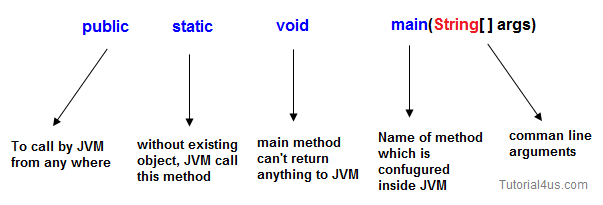 public static void main(String[ ] args)
To call by JVM
from any where
without existing
object, JVM call
this method
main method
can't return
anything to JVM
Name of method
which is
confugured
inside JVM
comman line
arguments
Tutorial4us.com